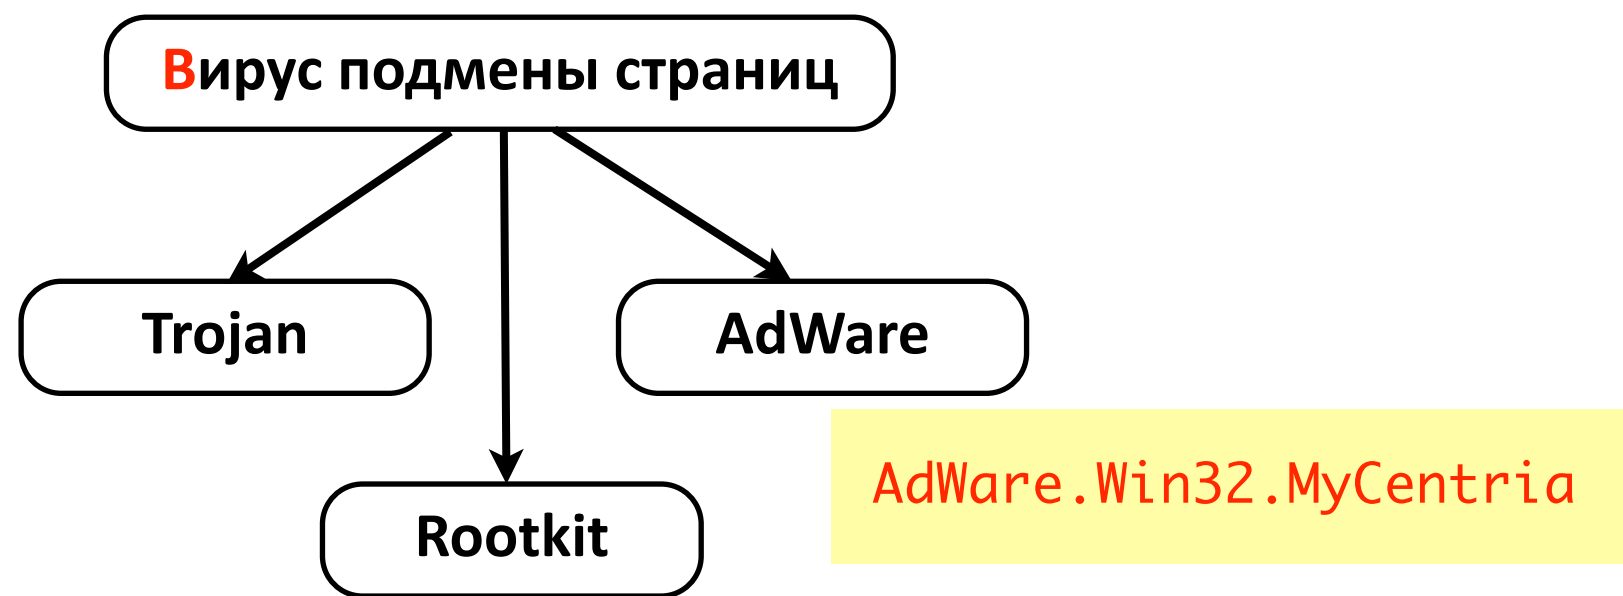 Вирус подмены страниц
Trojan
AdWare
AdWare.Win32.MyCentria
Rootkit